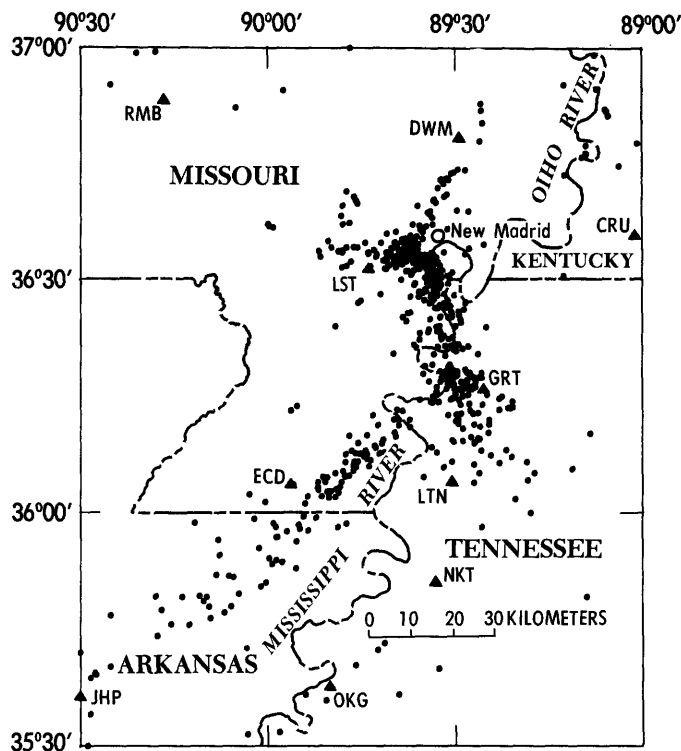 90°30′ 90°00′ 89°30′ 89°00′
37°00′
RMB
DWM
OIHO RIVER
MISSOURI
New Madrid
CRU
KENTUCKY
36°30′
LST
GRT
ECD
RIVER
LTN
36°00′
TENNESSEE
MISSISSIPPI
NKT
0 10 20 30 KILOMETERS
ARKANSAS
JHP
OKG
35°30′